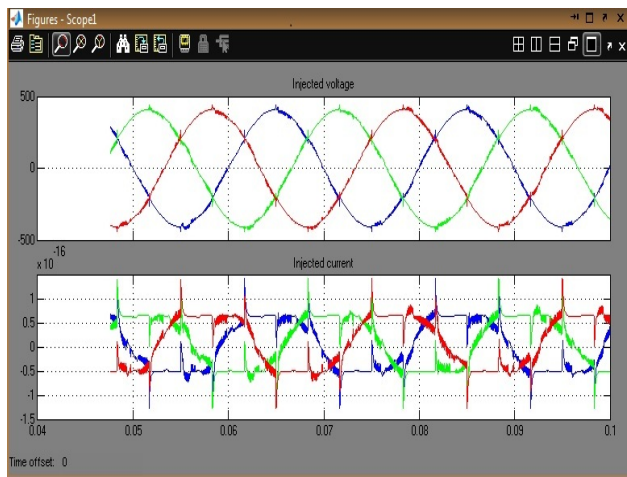 Figures - Scope1
Injected voltage
500
0
-500
-16
x 10
Injected current
1
0.5
0
-0.5
-1
-1.5
0.04 0.05 0.06 0.07 0.08 0.09 0.1
Time offset: 0